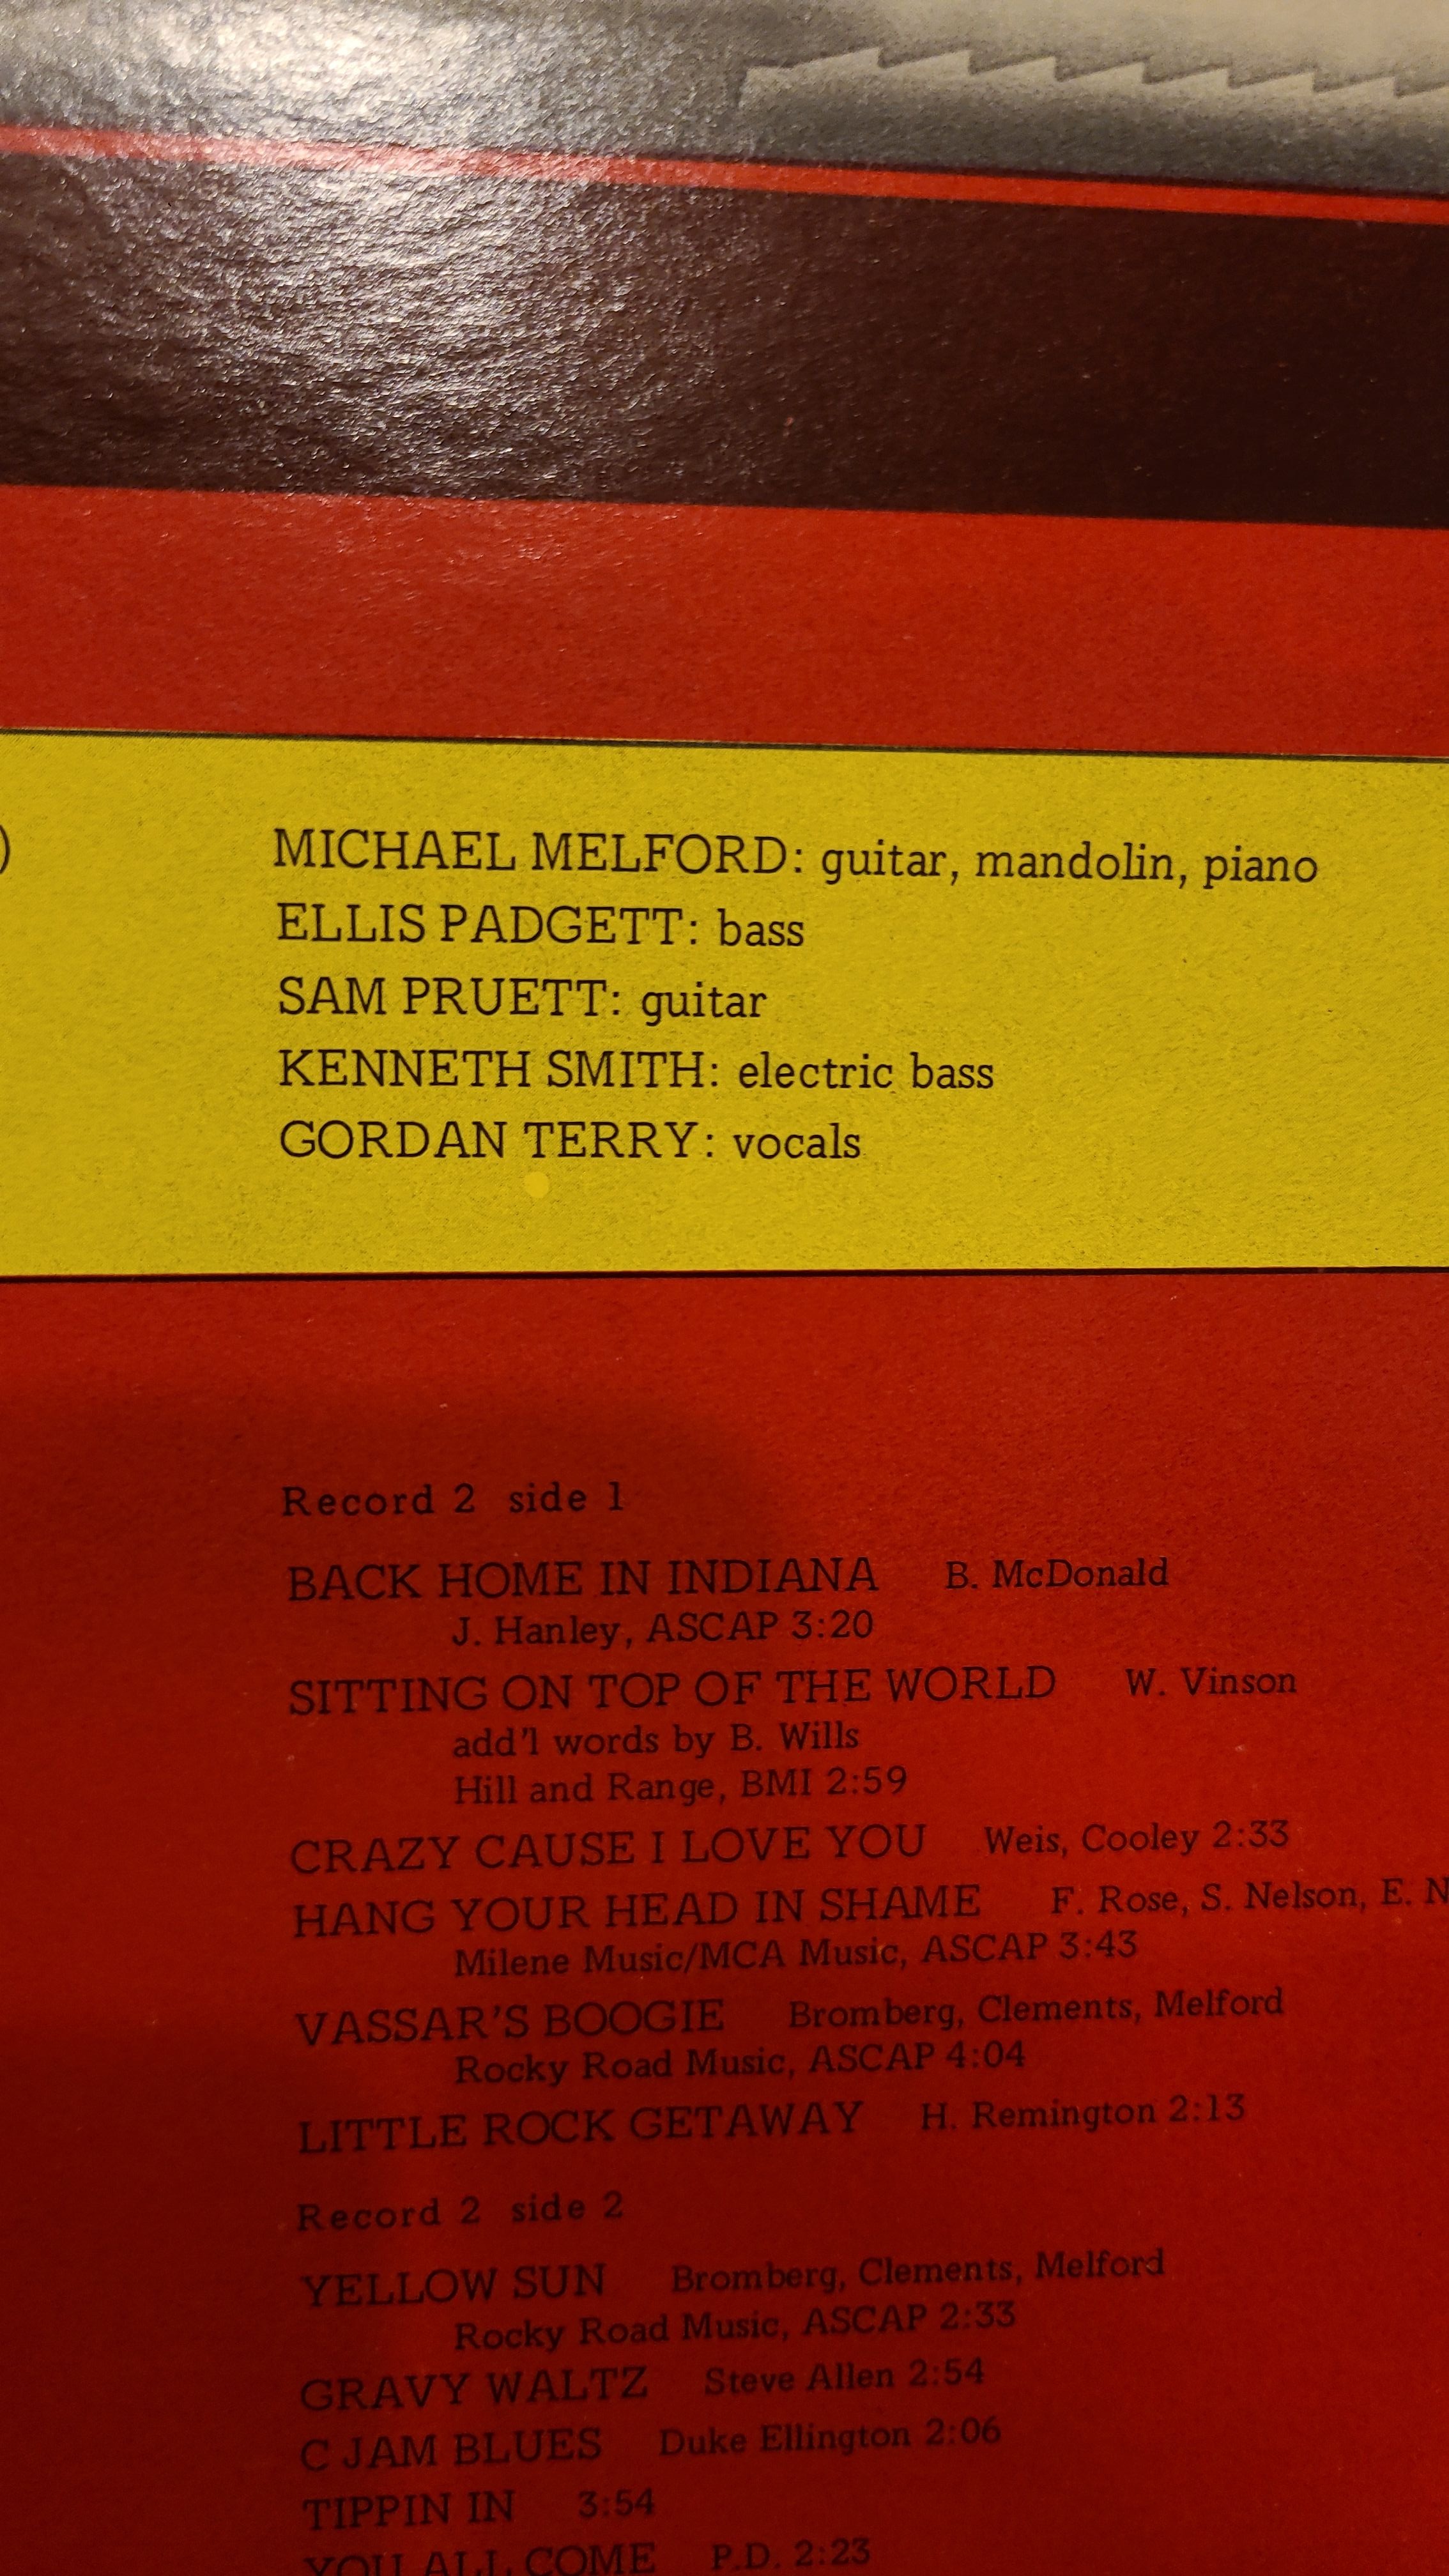 )
MICHAEL MELFORD: guitar, mandolin, piano
ELLIS PADGETT: bass
SAM PRUETT: guitar
KENNETH SMITH: electric bass
GORDAN TERRY: vocals
Record 2 side 1
BACK HOME IN INDIANA B. McDonald
J. Hanley, ASCAP 3:20
SITTING ON TOP OF THE WORLD W. Vinson
add'l words by B. Wills
Hill and Range, BMI 2:59
CRAZY CAUSE I LOVE YOU Weis, Cooley 2:33
HANG YOUR HEAD IN SHAME F. Rose, S. Nelson, E. N
Milene Music/MCA Music, ASCAP 3:43
VASSAR'S BOOGIE Bromberg, Clements, Melford
Rocky Road Music, ASCAP 4:04
LITTLE ROCK GETAWAY H. Remington 2:13
Record 2 side 2
YELLOW SUN Bromberg, Clements, Melford
Rocky Road Music, ASCAP 2:33
GRAVY WALTZ Steve Allen 2:54
C JAM BLUES Duke Ellington 2:06
TIPPIN IN 3:54
YOU ALL COME P.D. 2:23